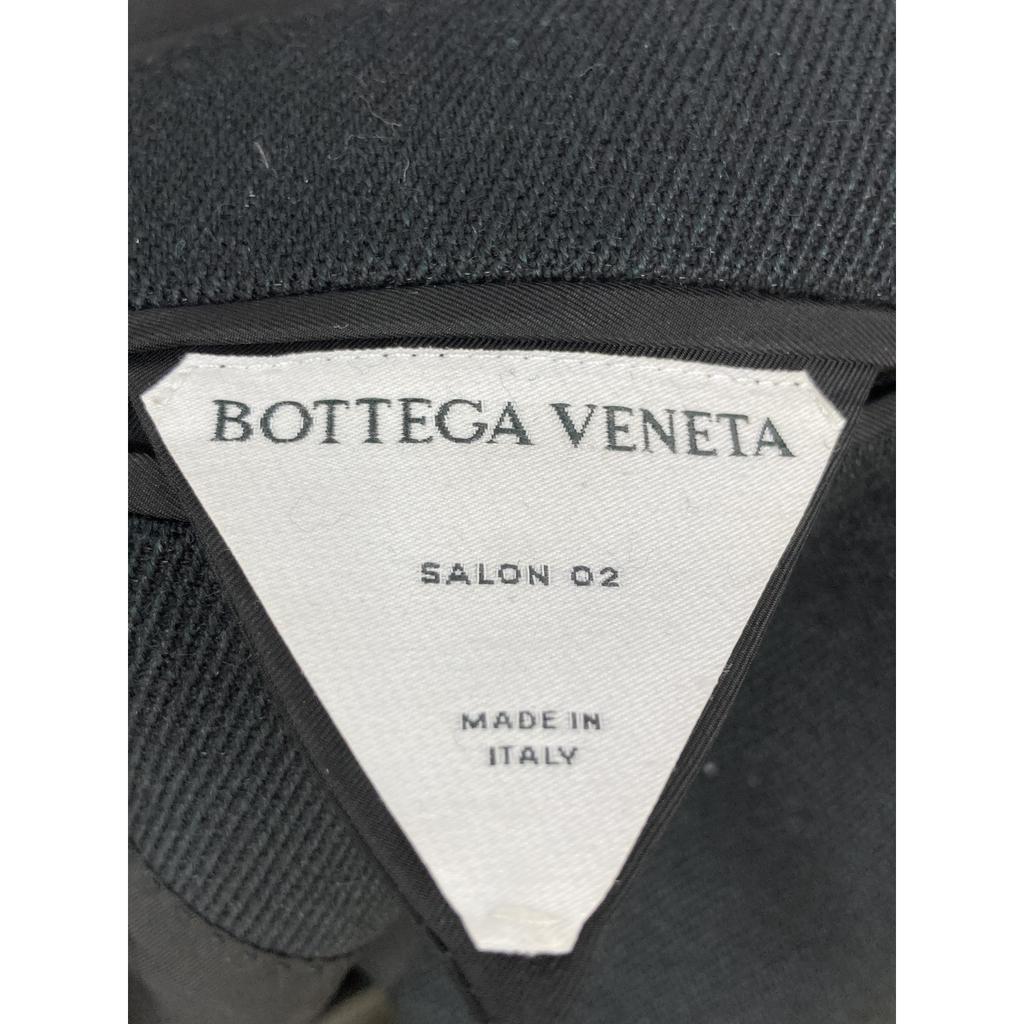 BOTTEGA VENETA
SALON 02
MADE IN
ITALY